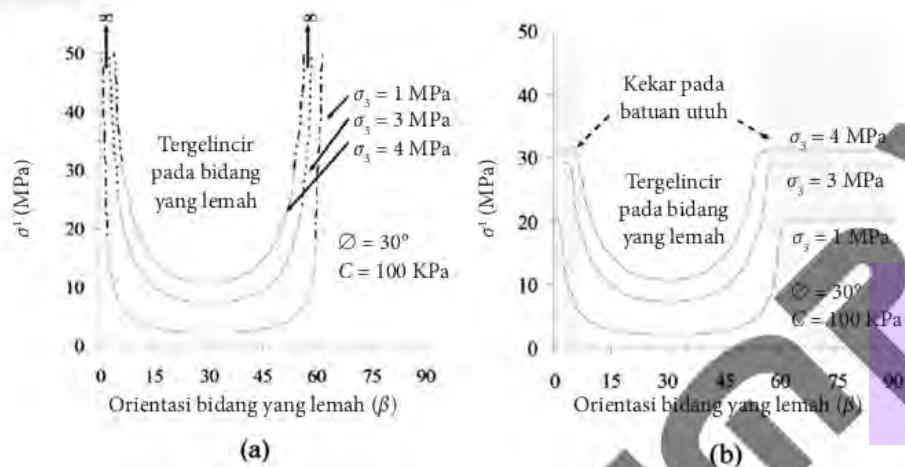 ∞
∞
50
40
30
20
10
0
σ¹ (MPa)
Tergelincir
pada bidang
yang lemah
σ₃ = 1 MPa
σ₃ = 3 MPa
σ₃ = 4 MPa
∅ = 30°
C = 100 KPa
0 15 30 45 60 75 90
Orientasi bidang yang lemah (β)
(a)
50
40
30
20
10
0
σ¹ (MPa)
Kekar pada
batuan utuh
Tergelincir
pada bidang
yang lemah
σ₃ = 4 MPa
σ₃ = 3 MPa
σ₃ = 1 MPa
∅ = 30°
C = 100 KPa
0 15 30 45 60 75 90
Orientasi bidang yang lemah (β)
(b)